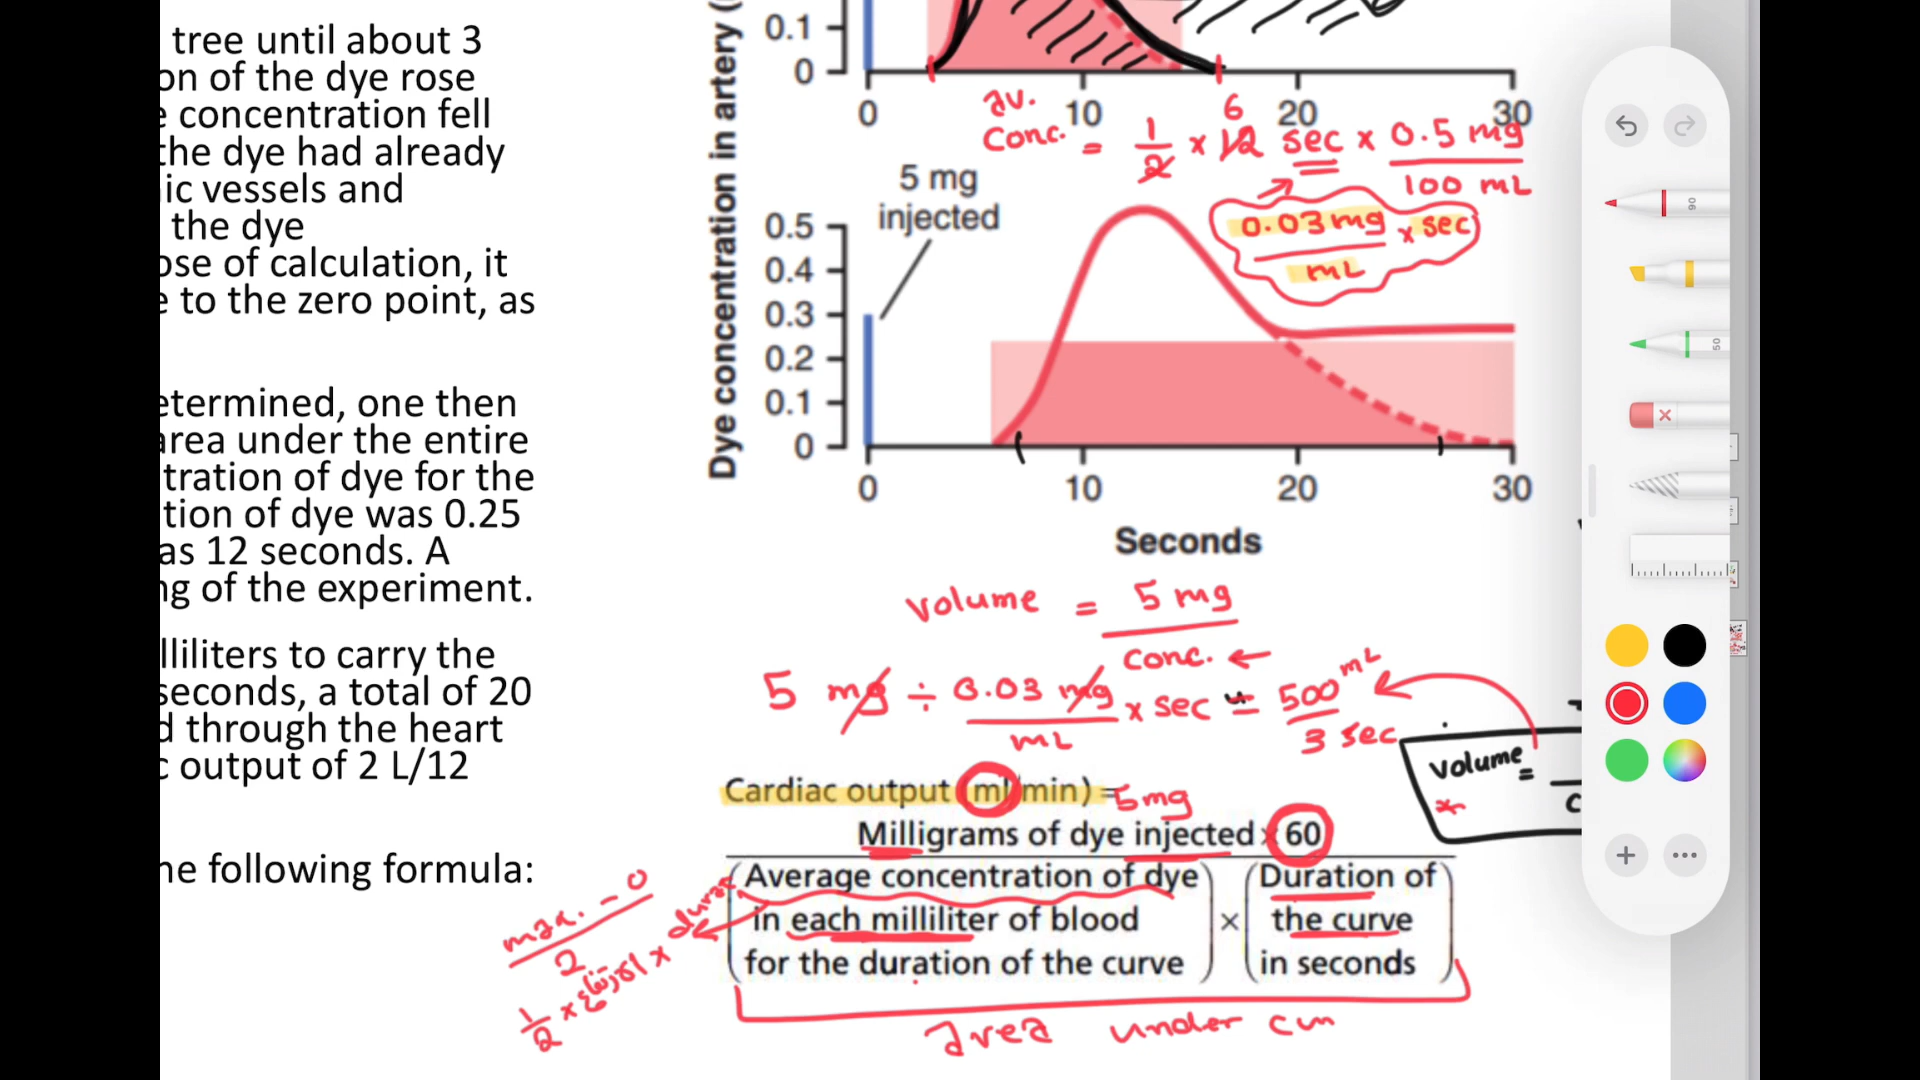 tree until about 3
on of the dye rose
e concentration fell
the dye had already
ic vessels and
the dye
ose of calculation, it
e to the zero point, as
etermined, one then
area under the entire
tration of dye for the
tion of dye was 0.25
as 12 seconds. A
ng of the experiment.
lliliters to carry the
seconds, a total of 20
d through the heart
c output of 2 L/12
he following formula:
Dye concentration in artery (
0.1
0
0 10 20 30
av.
conc. = 1/2 × 12 sec × 0.5 mg
6
100 mL
0.03 mg × sec
mL
5 mg
injected
0.5
0.4
0.3
0.2
0.1
0
0 10 20 30
Seconds
volume = 5 mg
conc. ←
5 mg ÷ 0.03 mg × sec = 500 mL
mL
3 sec
volume =
Cardiac output (ml/min) =
5mg
Milligrams of dye injected × 60
(Average concentration of dye
in each milliliter of blood
for the duration of the curve)
×
(Duration of
the curve
in seconds)
max. - 0
2
1/2 ×
area under cur
90
50